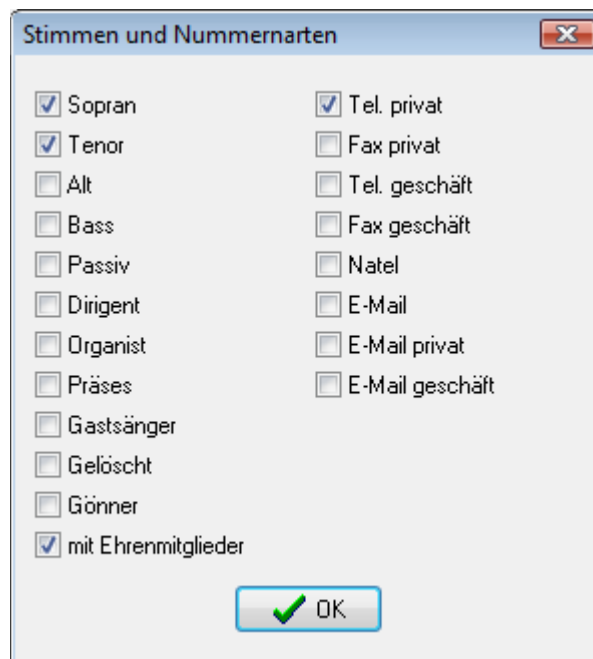 Stimmen und Nummernarten
Sopran
Tenor
Alt
Bass
Passiv
Dirigent
Organist
Präses
Gastsänger
Gelöscht
Gönner
mit Ehrenmitglieder
Tel. privat
Fax privat
Tel. geschäft
Fax geschäft
Natel
E-Mail
E-Mail privat
E-Mail geschäft
OK